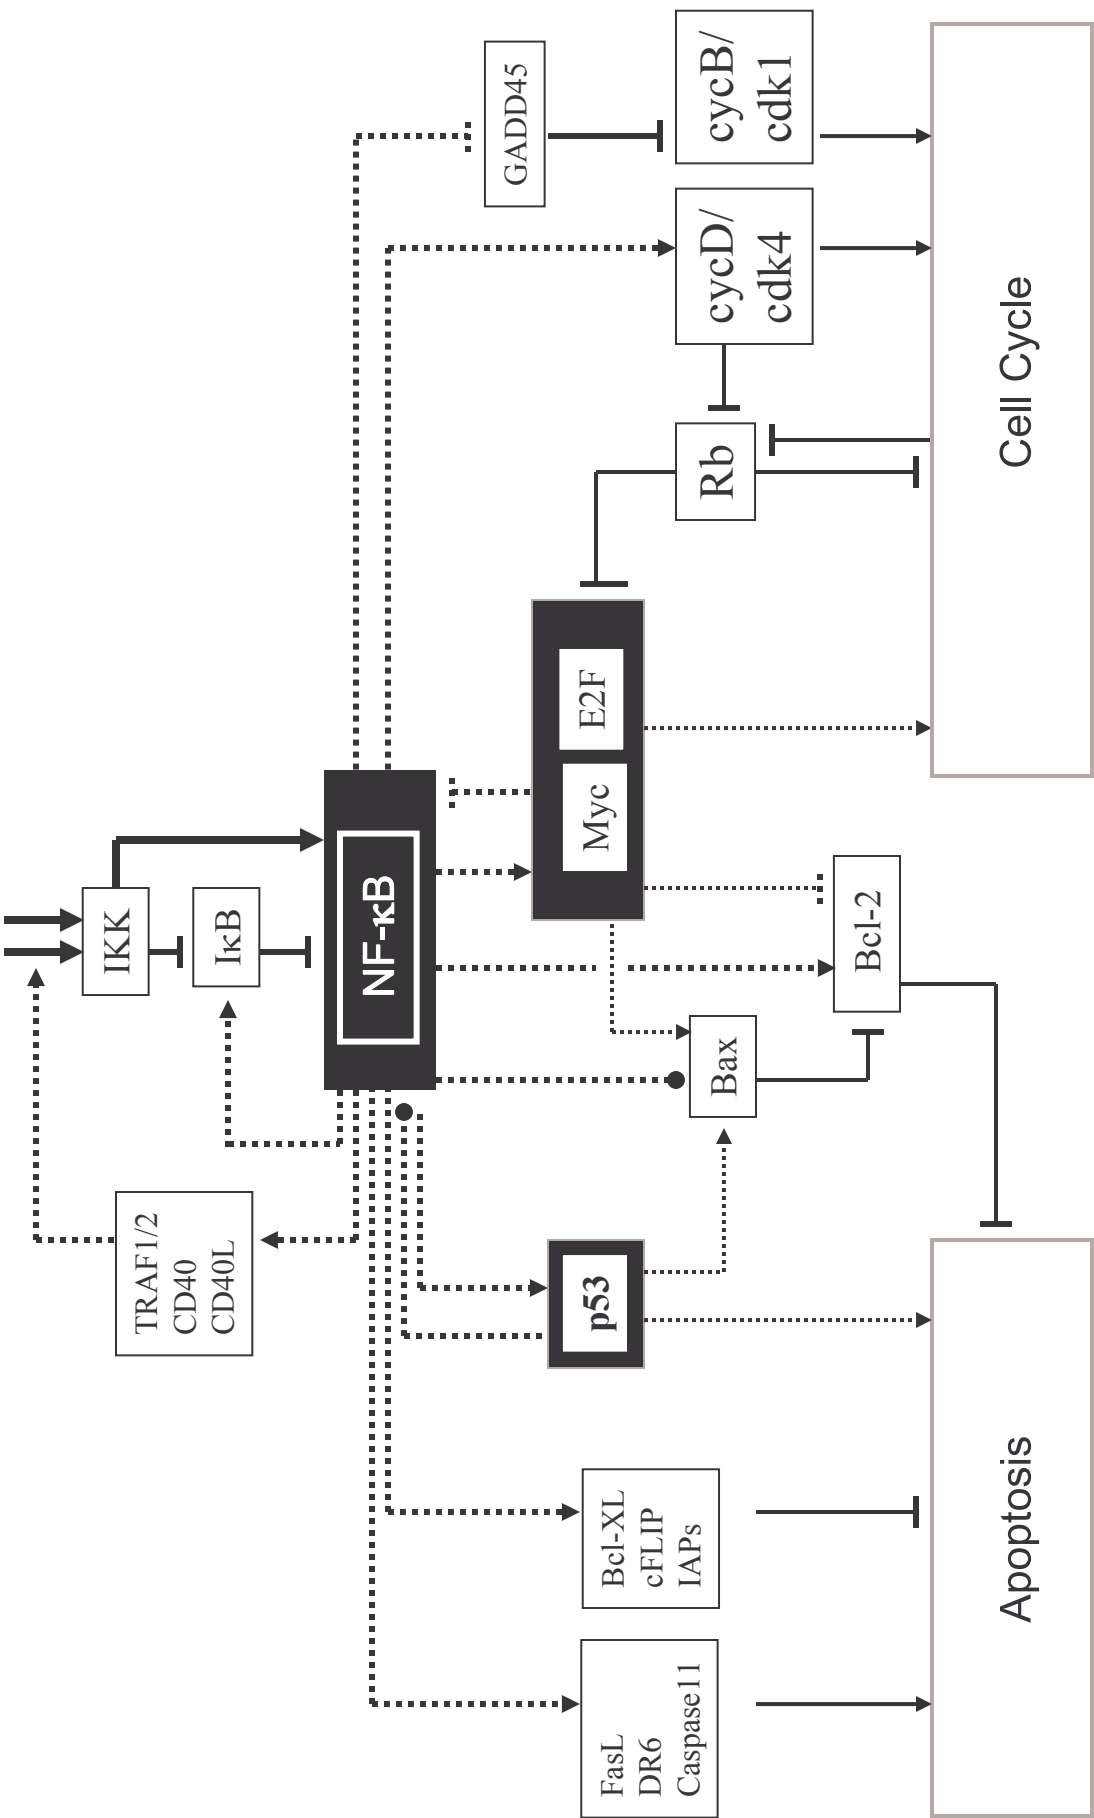 TRAF1/2
CD40
CD40L
IKK
IκB
NF-κB
GADD45
cycB/
cdk1
cycD/
cdk4
Rb
E2F
Myc
Bcl-2
Bax
p53
Bcl-XL
cFLIP
IAPs
FasL
DR6
Caspase11
Apoptosis
Cell Cycle